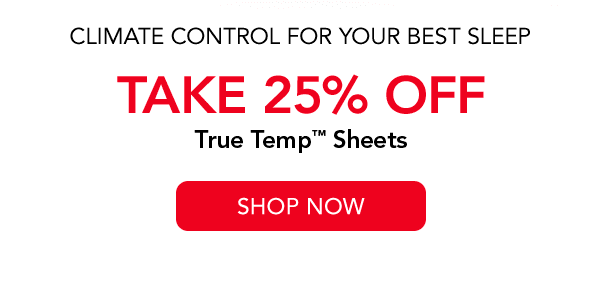 CLIMATE CONTROL FOR YOUR BEST SLEEP
TAKE 25% OFF
True Temp™ Sheets
SHOP NOW